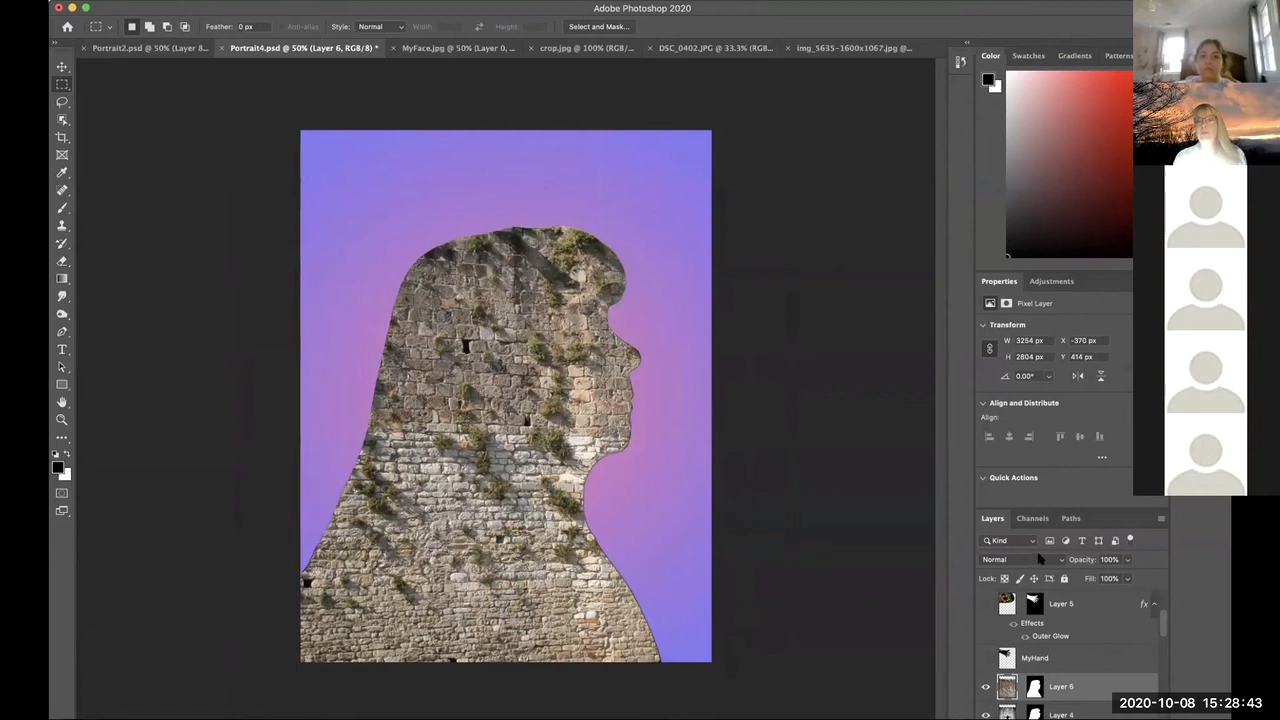 Adobe Photoshop 2020
Feather: 0 px
Anti-alias
Style: Normal
Width:
Height:
Select and Mask...
Portrait2.psd @ 50% (Layer 8...
Portrait4.psd @ 50% (Layer 6, RGB/8) *
MyFace.jpg @ 50% (Layer 0, ...
crop.jpg @ 100% (RGB/...
DSC_0402.JPG @ 33.3% (RGB...
img_5635-1600x1067.jpg @...
Color
Swatches
Gradients
Patterns
Properties
Adjustments
Pixel Layer
Transform
W 3254 px
X -370 px
H 2804 px
Y 414 px
0.00°
Align and Distribute
Align:
Quick Actions
Layers
Channels
Paths
Kind
Normal
Opacity: 100%
Lock:
Fill: 100%
Layer 5
fx
Effects
Outer Glow
MyHand
Layer 6
Layer 4
2020-10-08 15:28:43